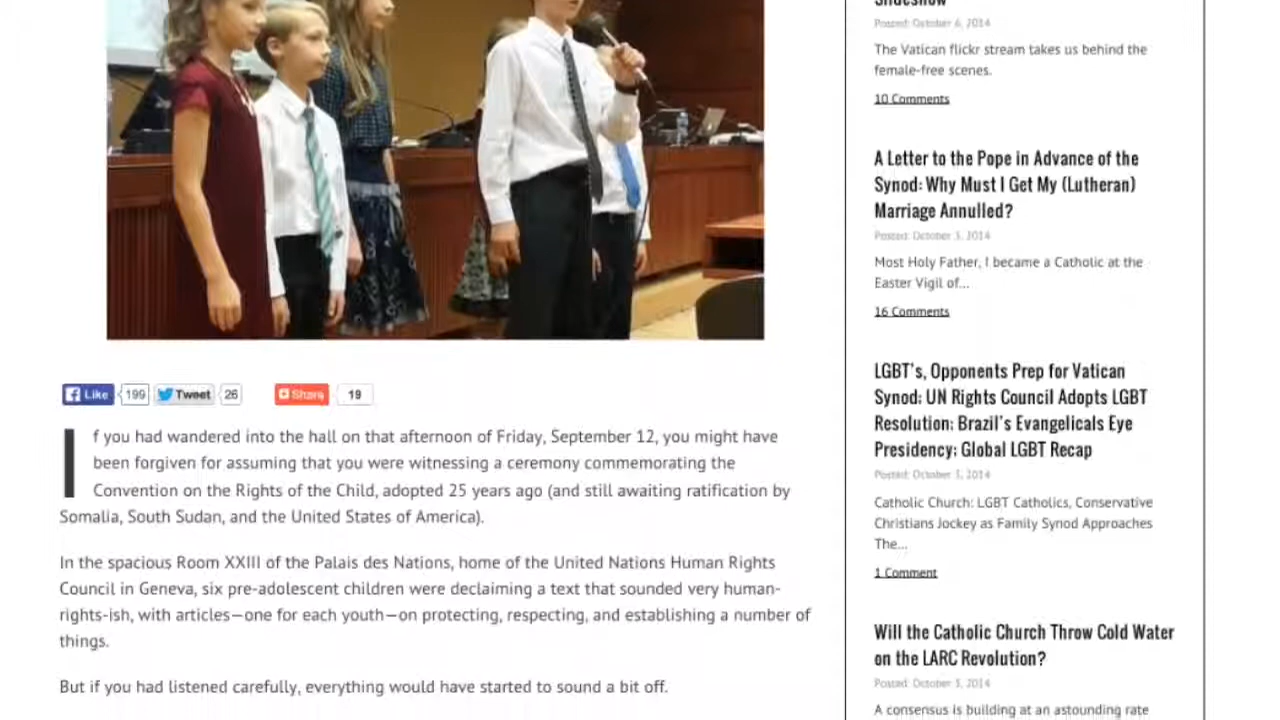 Slideshow
Posted: October 6, 2014
The Vatican flickr stream takes us behind the
female-free scenes.
10 Comments
A Letter to the Pope in Advance of the
Synod: Why Must I Get My (Lutheran)
Marriage Annulled?
Posted: October 3, 2014
Most Holy Father, I became a Catholic at the
Easter Vigil of...
16 Comments
LGBT's, Opponents Prep for Vatican
Synod; UN Rights Council Adopts LGBT
Resolution; Brazil's Evangelicals Eye
Presidency; Global LGBT Recap
Posted: October 3, 2014
Catholic Church: LGBT Catholics, Conservative
Christians Jockey as Family Synod Approaches
The...
1 Comment
Will the Catholic Church Throw Cold Water
on the LARC Revolution?
Posted: October 3, 2014
A consensus is building at an astounding rate
Like 199 Tweet 26 Share 19
If you had wandered into the hall on that afternoon of Friday, September 12, you might have
been forgiven for assuming that you were witnessing a ceremony commemorating the
Convention on the Rights of the Child, adopted 25 years ago (and still awaiting ratification by
Somalia, South Sudan, and the United States of America).
In the spacious Room XXIII of the Palais des Nations, home of the United Nations Human Rights
Council in Geneva, six pre-adolescent children were declaiming a text that sounded very human-
rights-ish, with articles—one for each youth—on protecting, respecting, and establishing a number of
things.
But if you had listened carefully, everything would have started to sound a bit off.